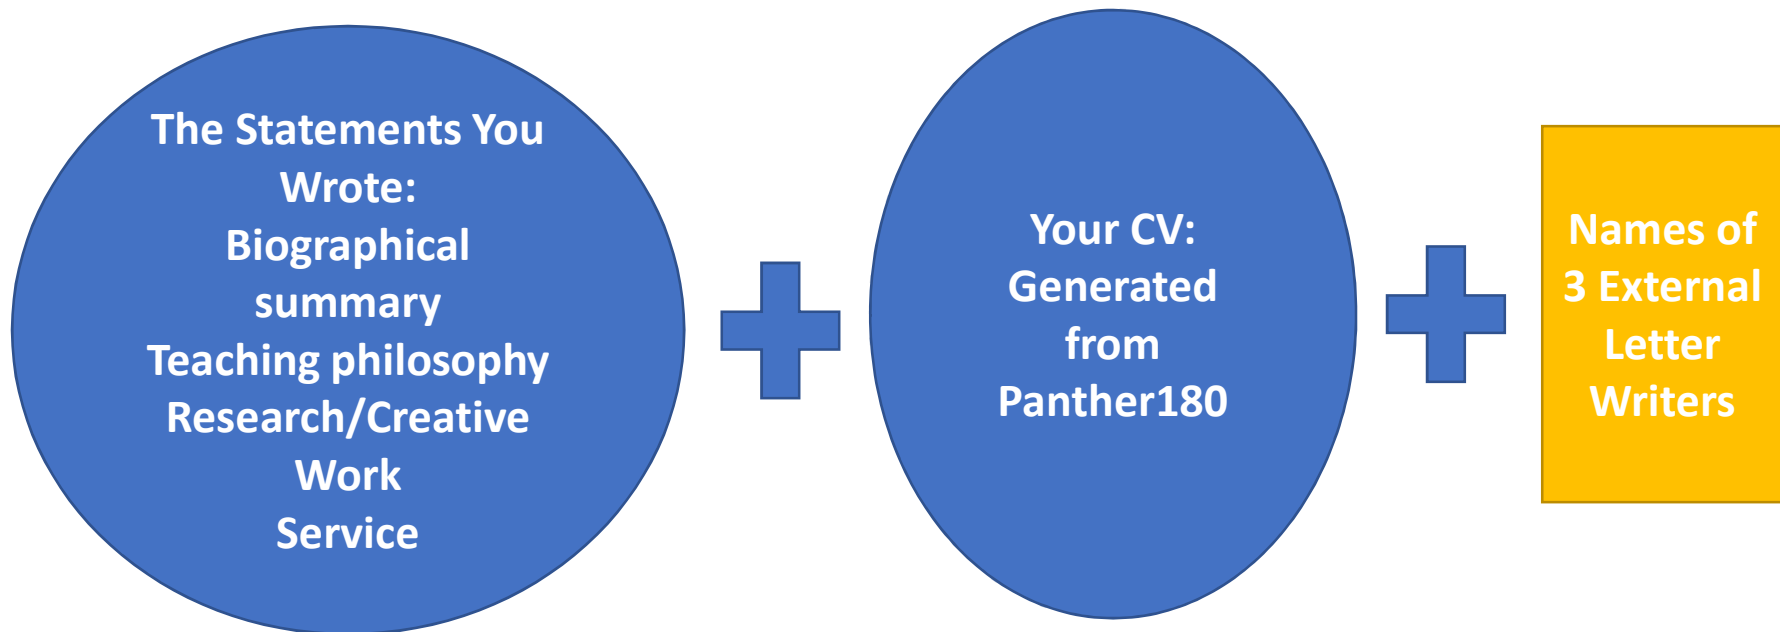 The Statements You
Wrote:
Biographical
summary
Teaching philosophy
Research/Creative
Work
Service
Your CV:
Generated
from
Panther180
Names of
3 External
Letter
Writers